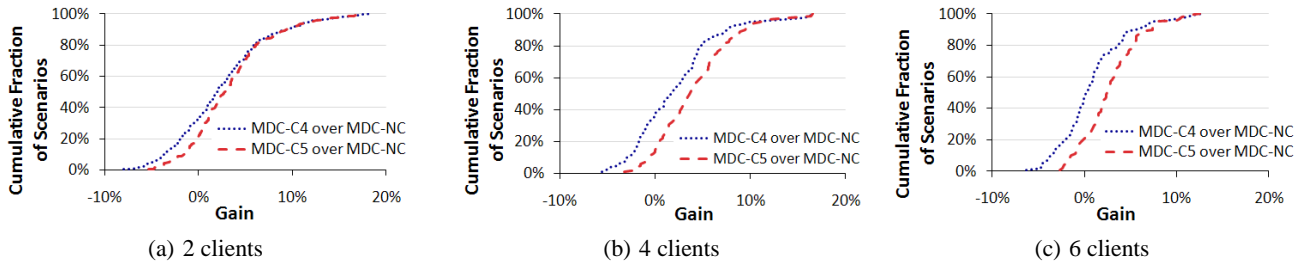 Cumulative Fraction
of Scenarios
100%
80%
60%
40%
20%
0%
MDC-C4 over MDC-NC
MDC-C5 over MDC-NC
-10%
0%
10%
20%
Gain
(a) 2 clients
Cumulative Fraction
of Scenarios
100%
80%
60%
40%
20%
0%
MDC-C4 over MDC-NC
MDC-C5 over MDC-NC
-10%
0%
10%
20%
Gain
(b) 4 clients
Cumulative Fraction
of Scenarios
100%
80%
60%
40%
20%
0%
MDC-C4 over MDC-NC
MDC-C5 over MDC-NC
-10%
0%
10%
20%
Gain
(c) 6 clients